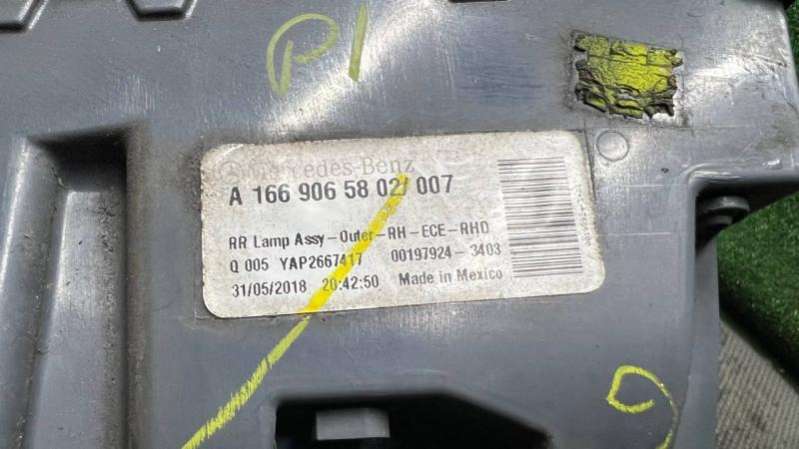 P1
Mercedes-Benz
A 166 906 58 02/007
RR Lamp Assy-Outer-RH-ECE-RHD
Q 005 YAP2667417 00197924-3403
31/05/2018 20:42:50 Made in Mexico